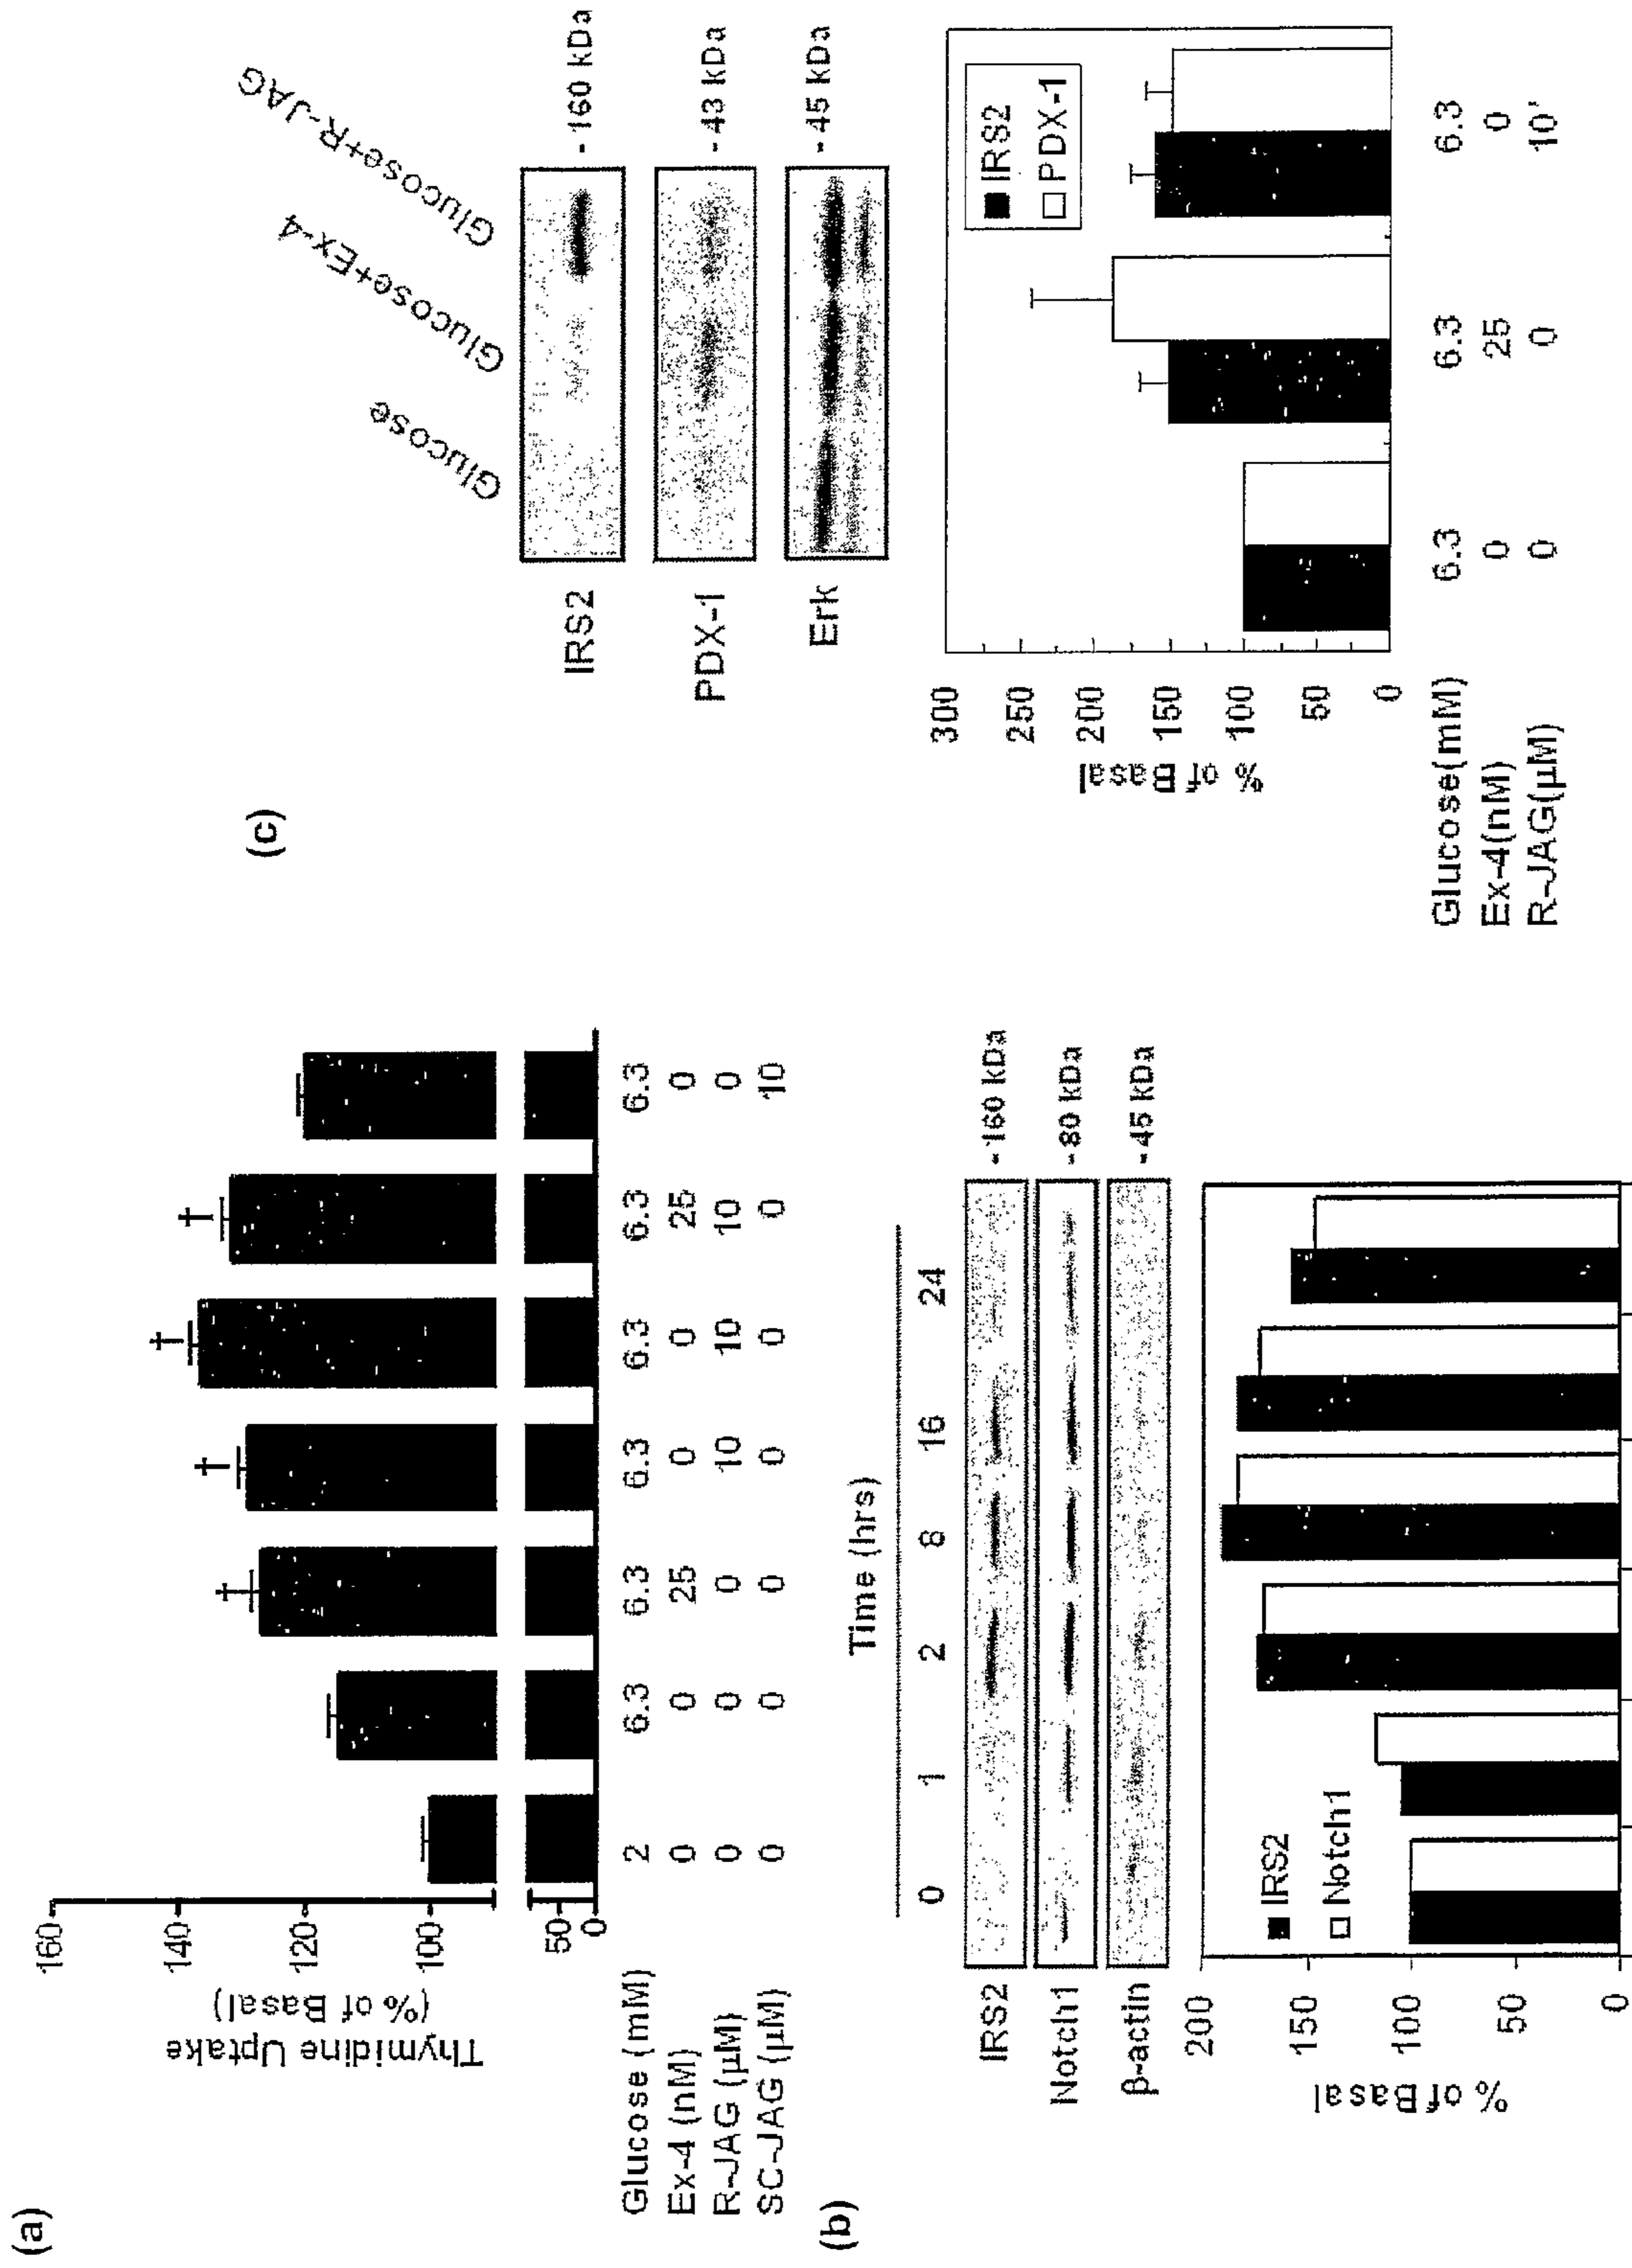 (a)
Thymidine Uptake
(% of Basal)
160
140
120
100
50
0
Glucose (mM) 2 6.3 6.3 6.3 6.3 6.3 6.3
Ex-4 (nM) 0 0 25 0 0 25 0
R-JAG (µM) 0 0 0 10 10 10 0
SC-JAG (µM) 0 0 0 0 0 0 10
(b)
Time (hrs)
0 1 2 8 16 24
IRS2 - 160 kDa
Notch1 - 80 kDa
β-actin - 45 kDa
% of Basal
200
150
100
50
0
IRS2
Notch1
(c)
Glucose
Glucose+Ex-4
Glucose+R-JAG
IRS2 - 160 kDa
PDX-1 - 43 kDa
Erk - 45 kDa
% of Basal
300
250
200
150
100
50
0
IRS2
PDX-1
Glucose(mM) 6.3 6.3 6.3
Ex-4(nM) 0 25 0
R-JAG(µM) 0 0 10'